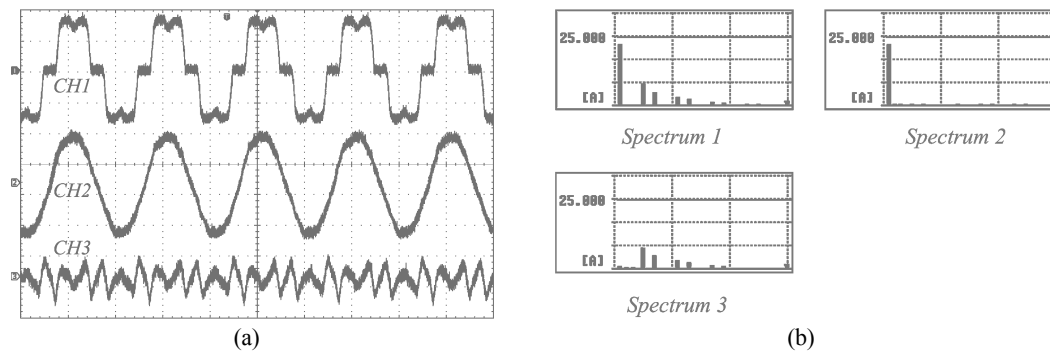 CH1
CH2
CH3
(a)
25.000
[A]
Spectrum 1
25.000
[A]
Spectrum 2
25.000
[A]
Spectrum 3
(b)